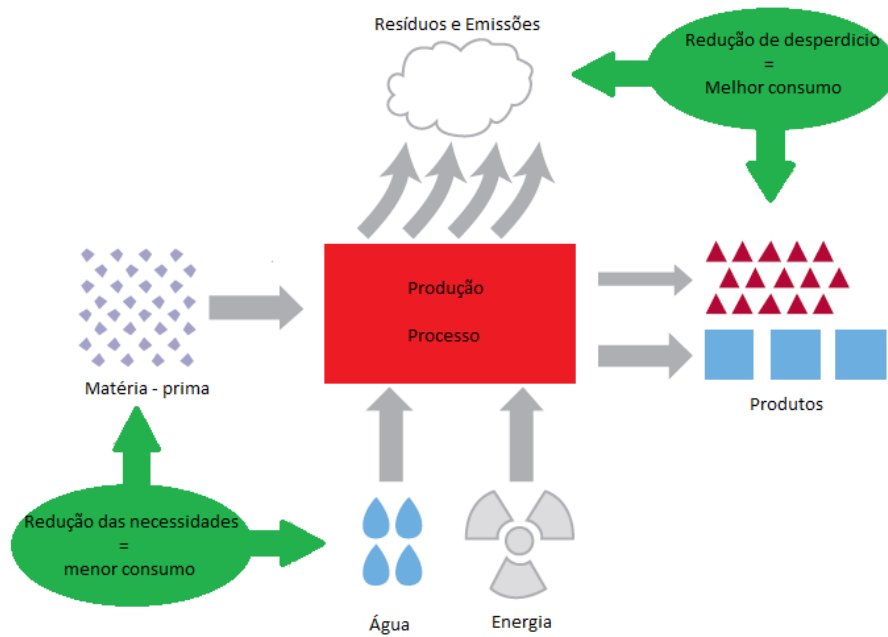 Resíduos e Emissões
Redução de desperdicio
=
Melhor consumo
Produção
Processo
Matéria - prima
Produtos
Redução das necessidades
=
menor consumo
Água
Energia